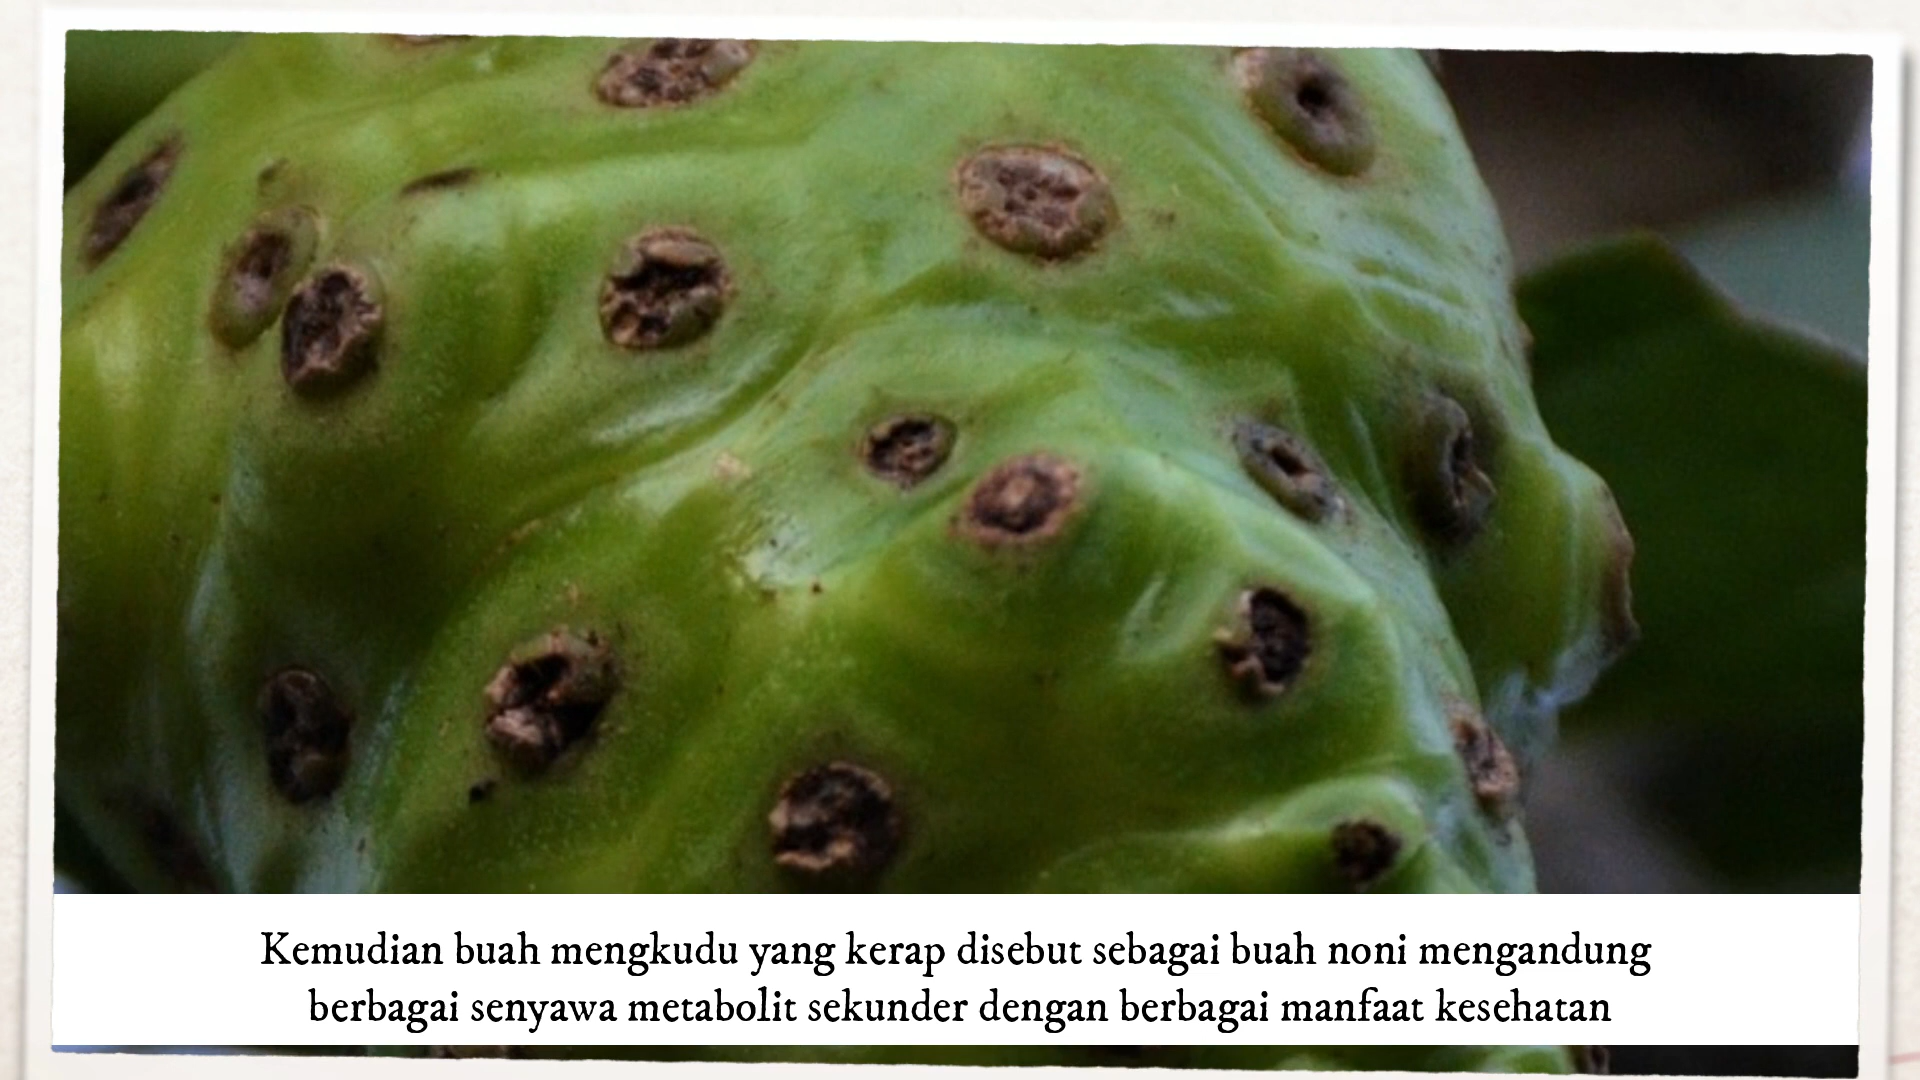 Kemudian buah mengkudu yang kerap disebut sebagai buah noni mengandung
berbagai senyawa metabolit sekunder dengan berbagai manfaat kesehatan